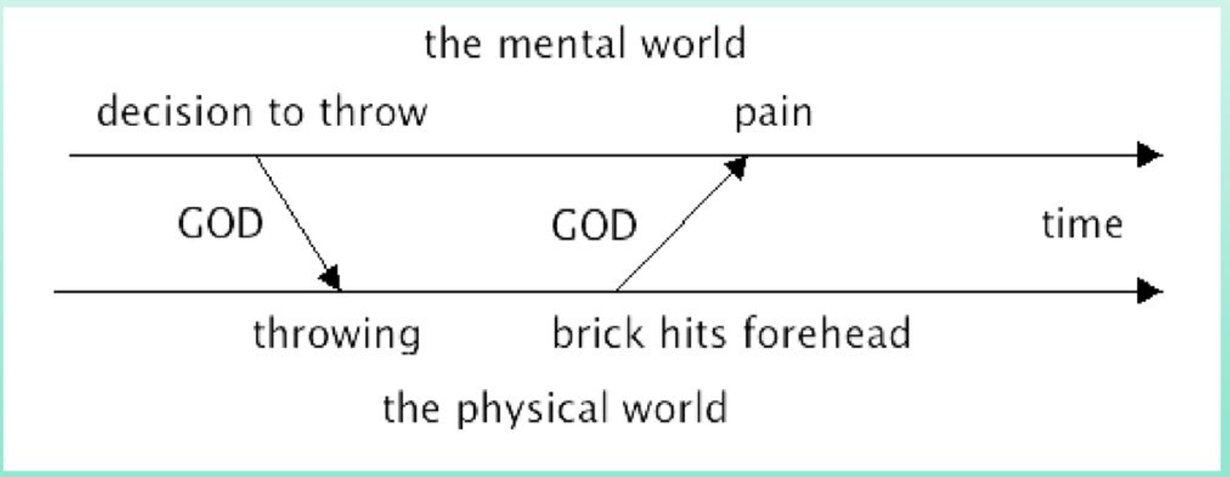 the mental world
decision to throw pain
GOD GOD time
throwing brick hits forehead
the physical world